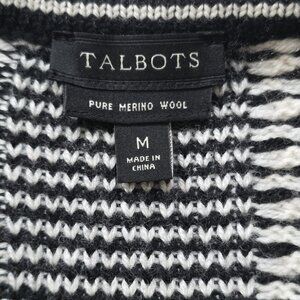 TALBOTS
PURE MERINO WOOL
M
MADE IN
CHINA